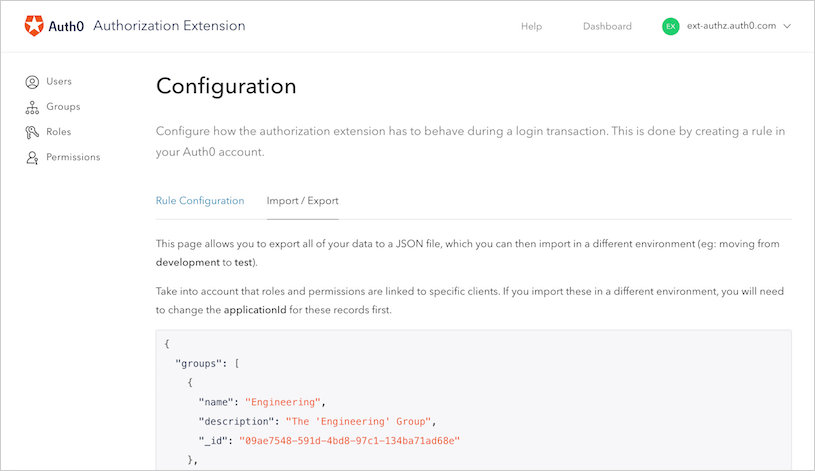 Auth0 Authorization Extension Help Dashboard EX ext-authz.auth0.com
Users
Groups
Roles
Permissions
Configuration
Configure how the authorization extension has to behave during a login transaction. This is done by creating a rule in
your Auth0 account.
Rule Configuration Import / Export
This page allows you to export all of your data to a JSON file, which you can then import in a different environment (eg: moving from
development to test).
Take into account that roles and permissions are linked to specific clients. If you import these in a different environment, you will need
to change the applicationId for these records first.
{
"groups": [
{
"name": "Engineering",
"description": "The 'Engineering' Group",
"_id": "09ae7548-591d-4bd8-97c1-134ba71ad68e"
},